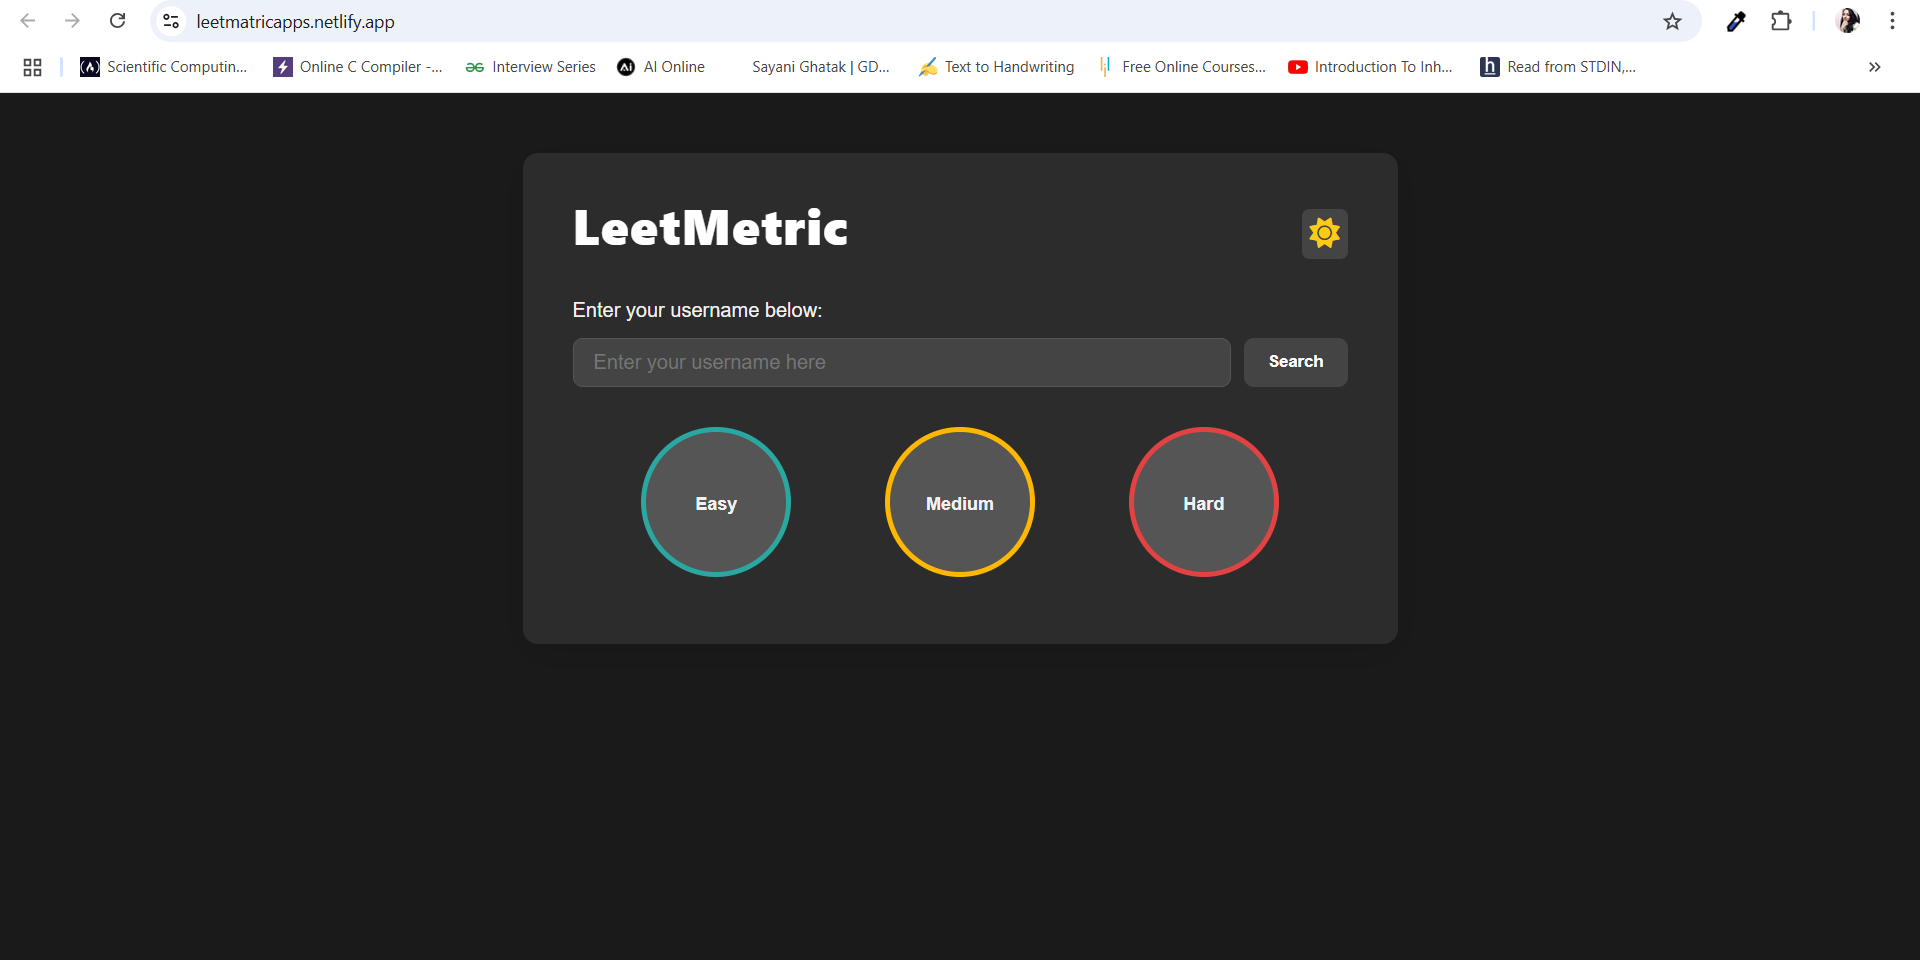 leetmatricapps.netlify.app
Scientific Computin... Online C Compiler -... Interview Series AI Online Sayani Ghatak | GD... Text to Handwriting Free Online Courses... Introduction To Inh... Read from STDIN,...
LeetMetric
Enter your username below:
Enter your username here Search
Easy Medium Hard